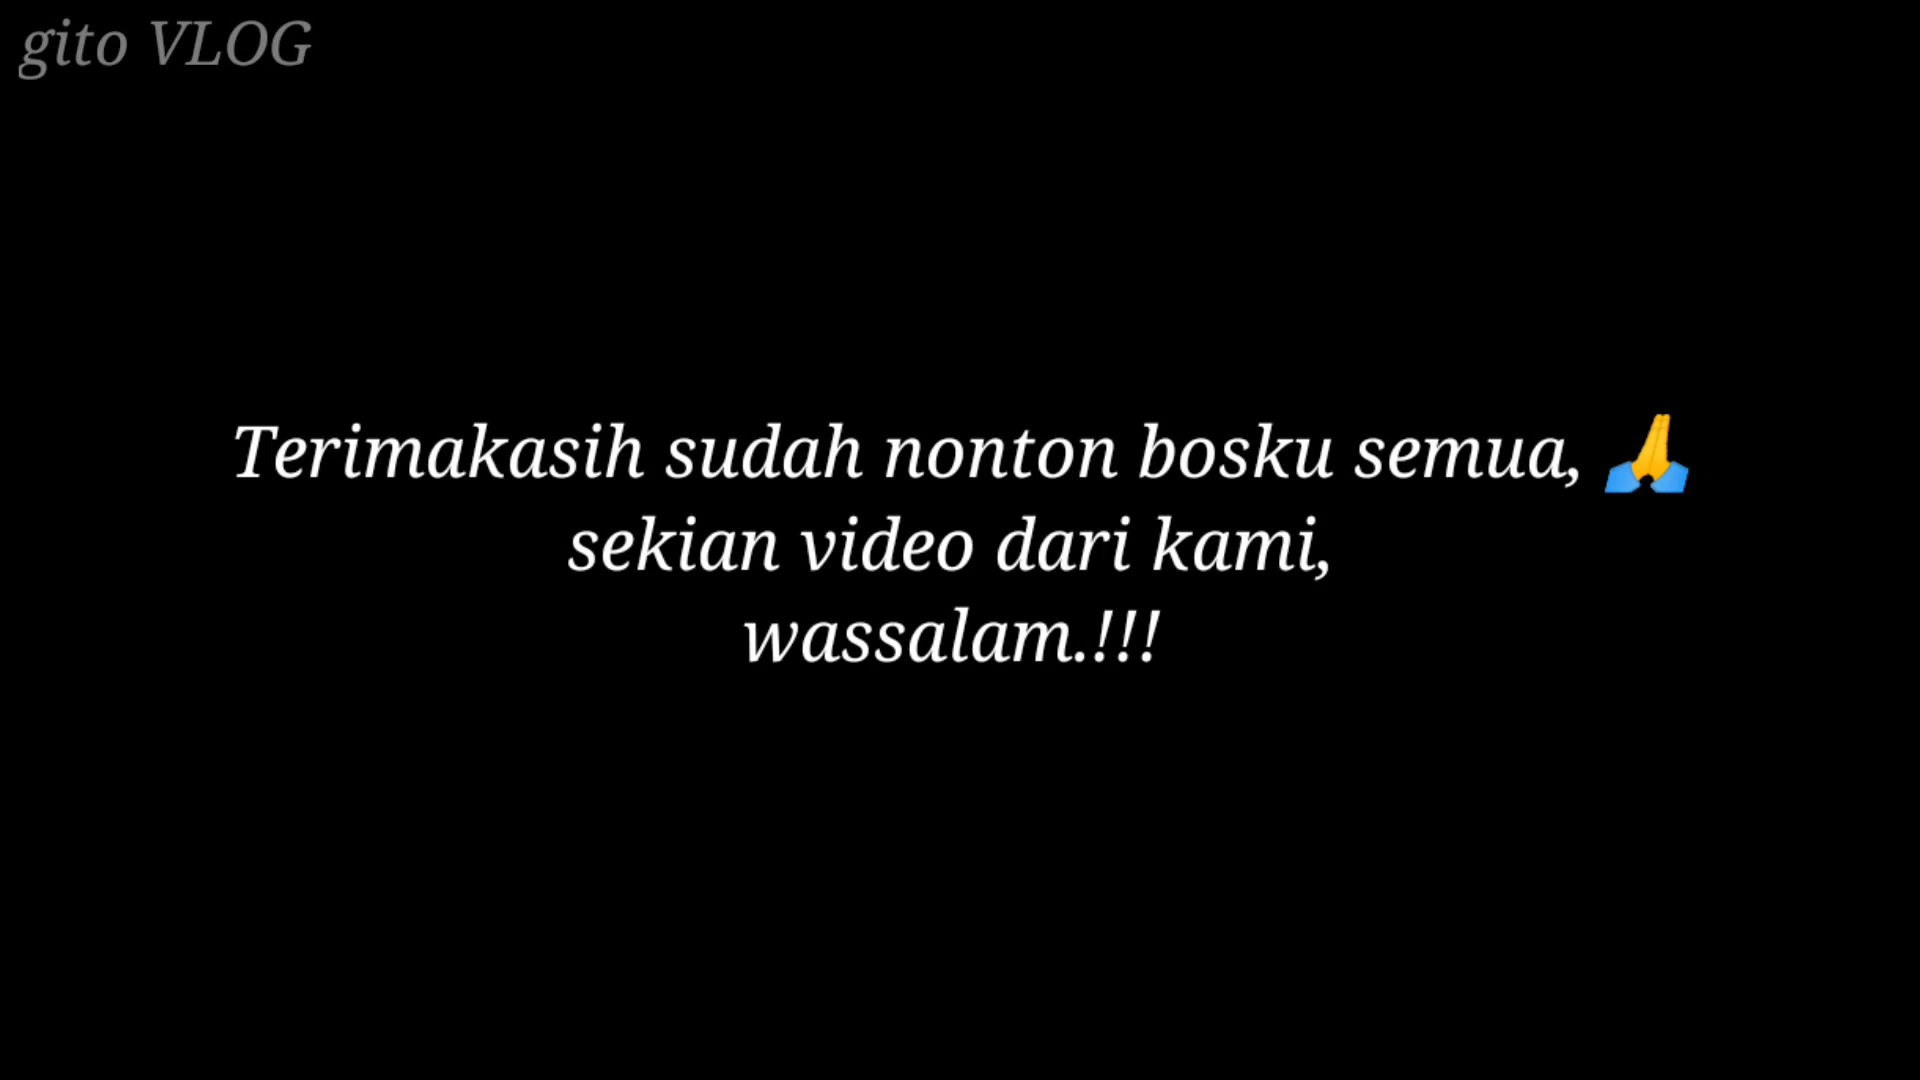 gito VLOG
Terimakasih sudah nonton bosku semua, 🙏
sekian video dari kami,
wassalam.!!!